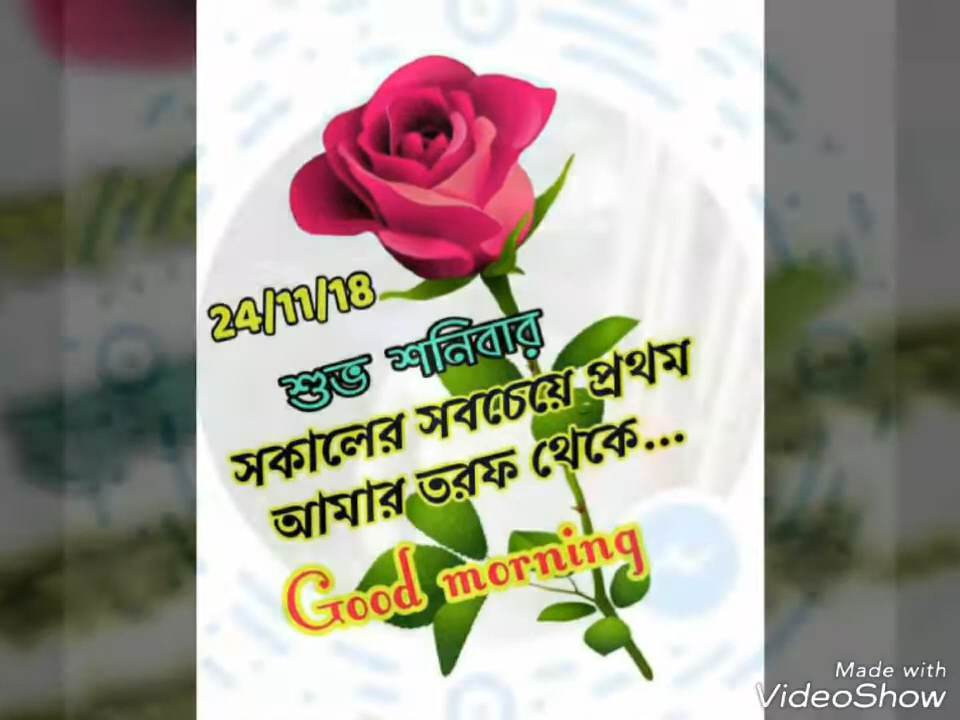 24/11/18
শুভ শনিবার
সকালের সবচেয়ে প্রথম
আমার তরফ থেকে...
Good morning
Made with
VideoShow